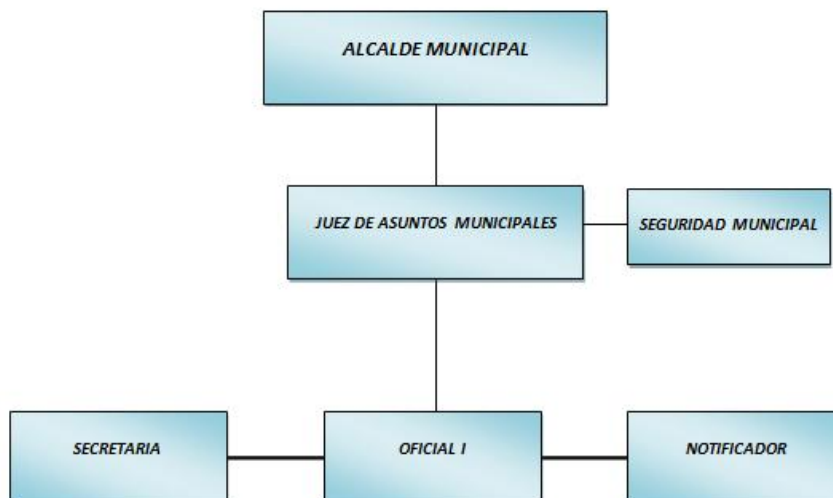 ALCALDE MUNICIPAL
JUEZ DE ASUNTOS MUNICIPALES
SEGURIDAD MUNICIPAL
SECRETARIA
OFICIAL I
NOTIFICADOR